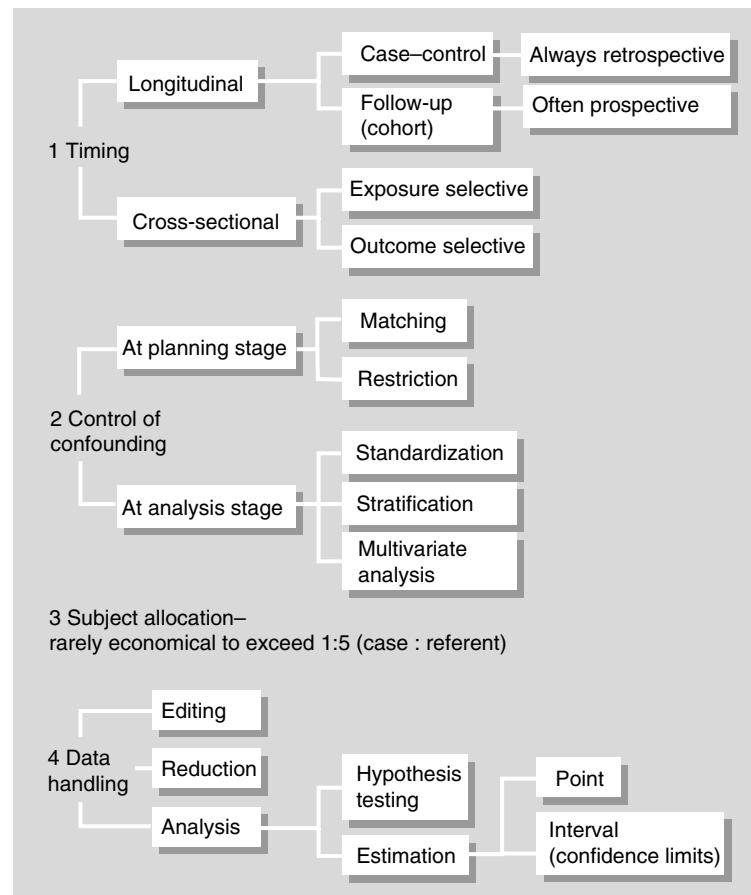 Case–control
Always retrospective
Longitudinal
Follow-up
(cohort)
Often prospective
1 Timing
Exposure selective
Cross-sectional
Outcome selective
Matching
At planning stage
Restriction
2 Control of
confounding
Standardization
At analysis stage
Stratification
Multivariate
analysis
3 Subject allocation–
rarely economical to exceed 1:5 (case : referent)
Editing
4 Data
handling
Reduction
Hypothesis
testing
Point
Analysis
Estimation
Interval
(confidence limits)